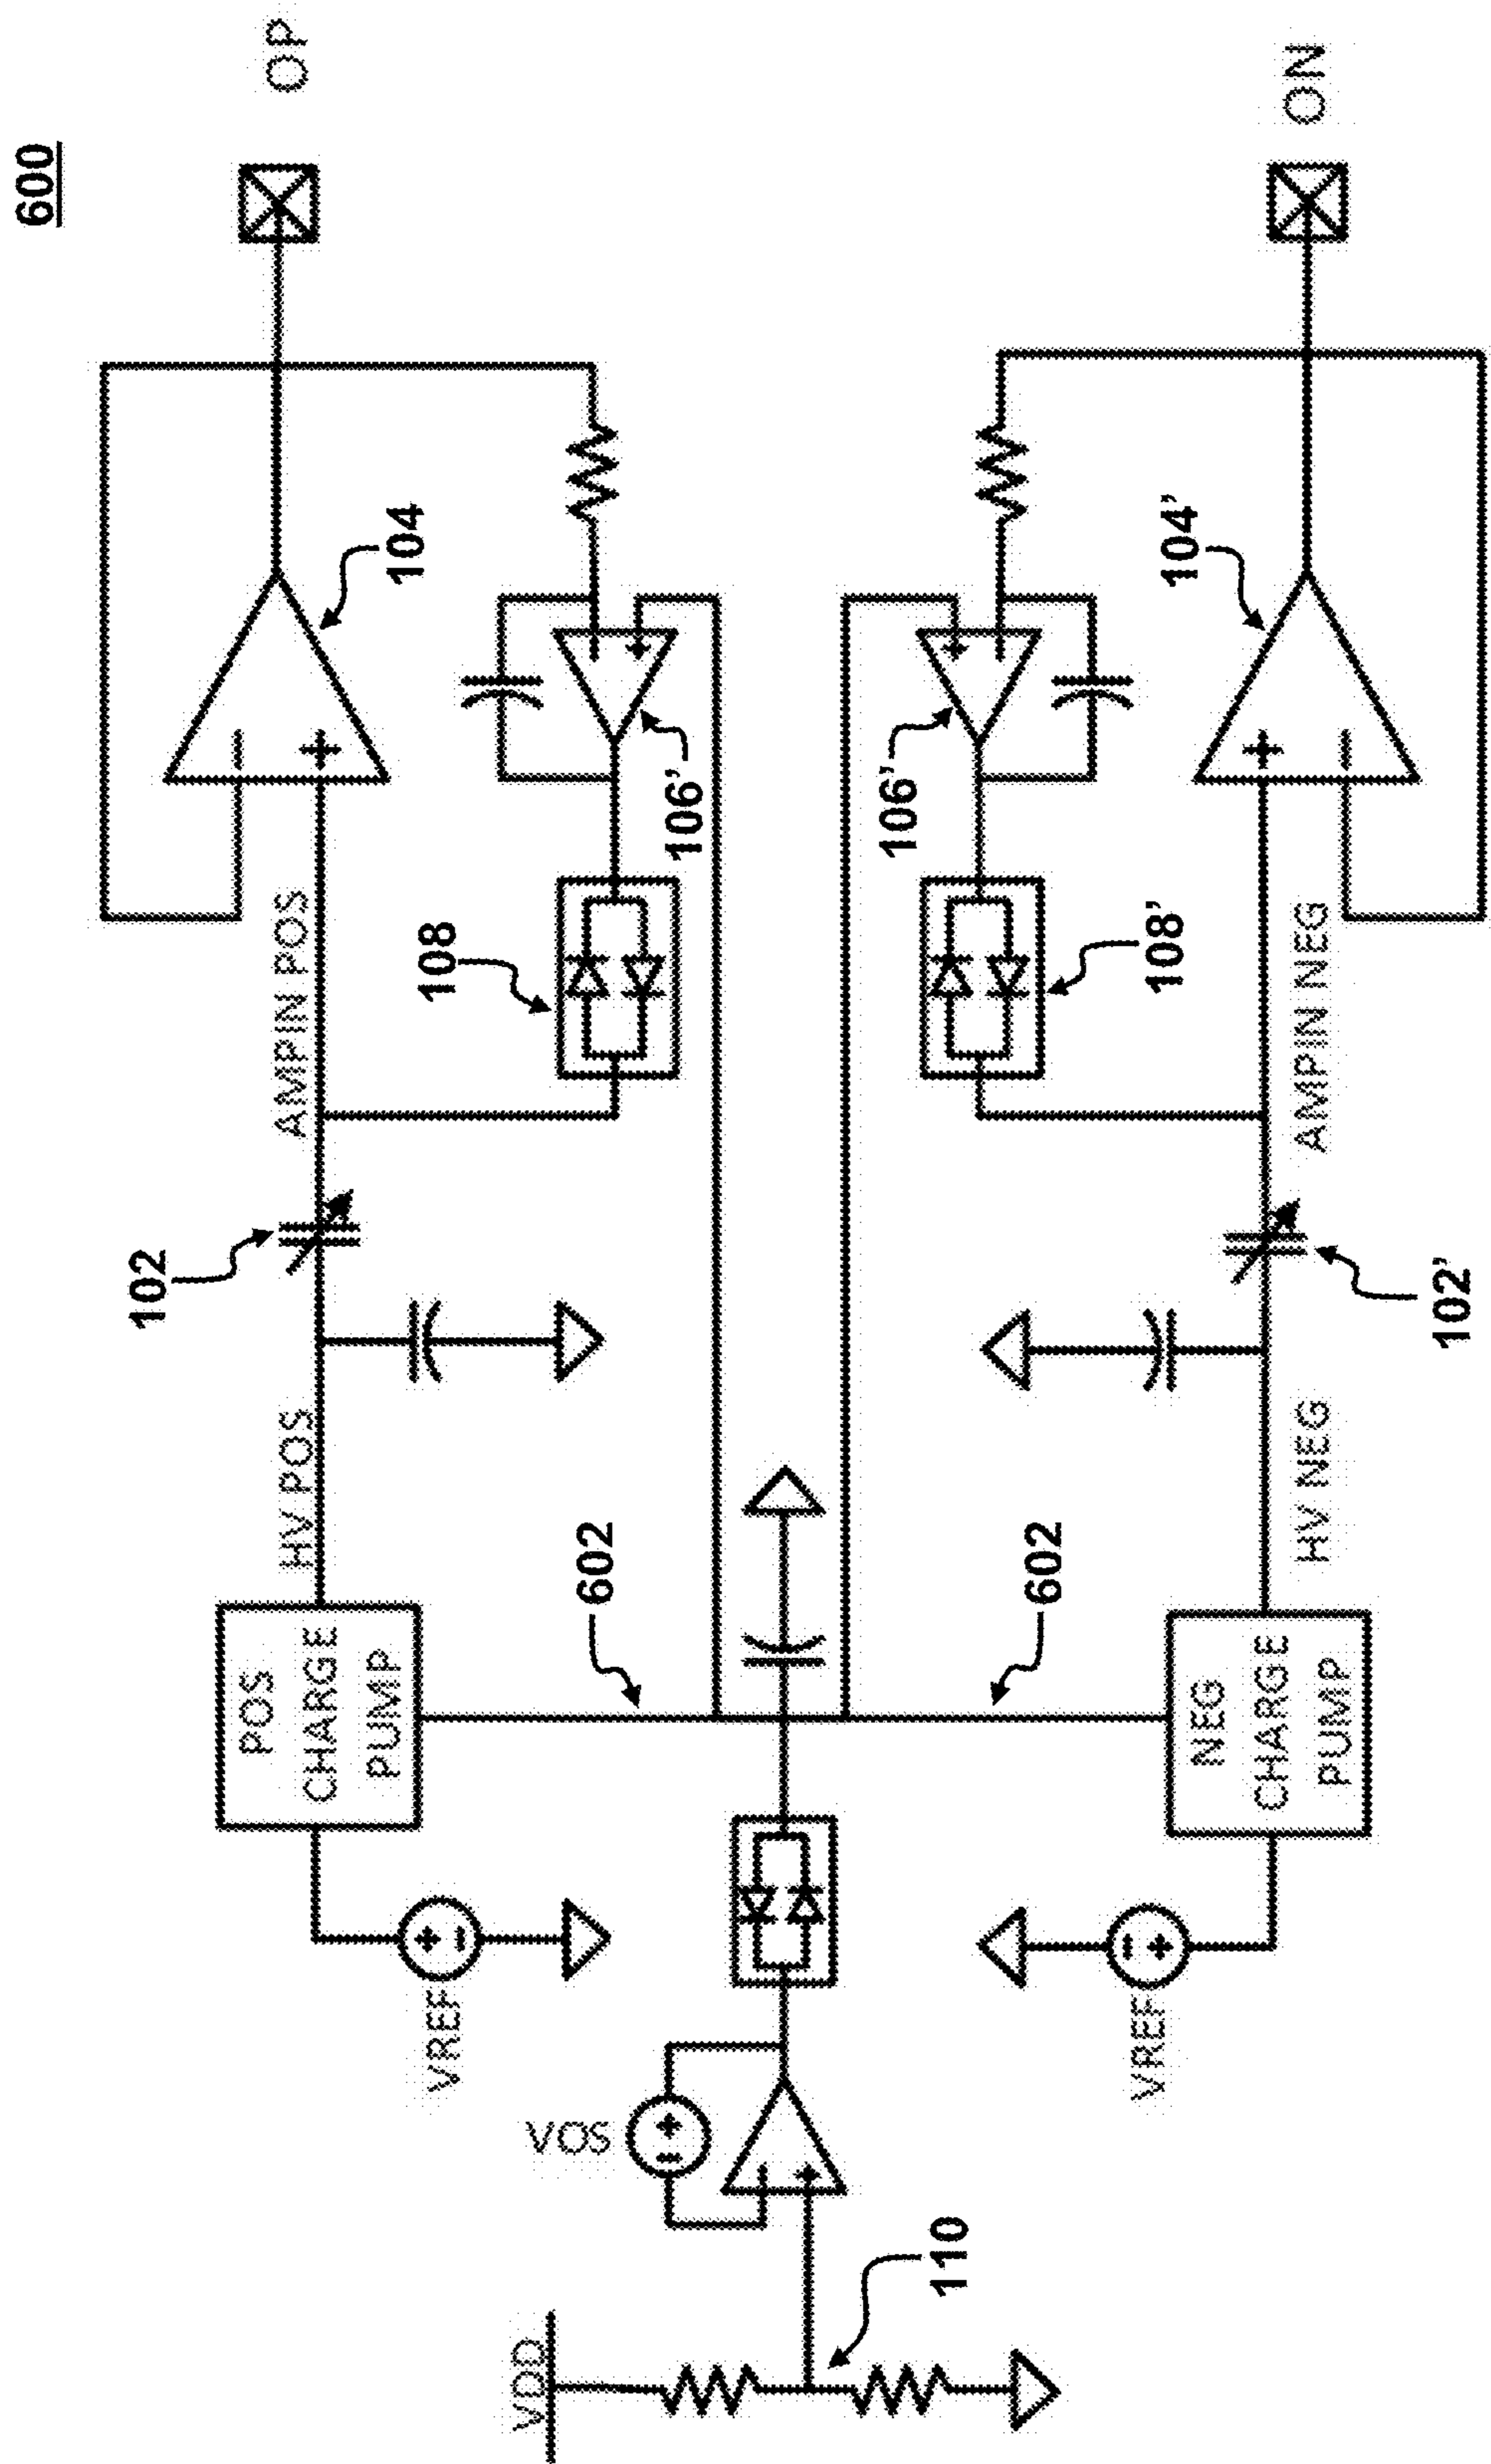 600
OP
ON
104
104'
106'
106'
108
108'
AMPIN POS
AMPIN NEG
102
102'
HV POS
HV NEG
602
602
POS
CHARGE
PUMP
NEG
CHARGE
PUMP
VREF
VREF
VOS
110
VDD